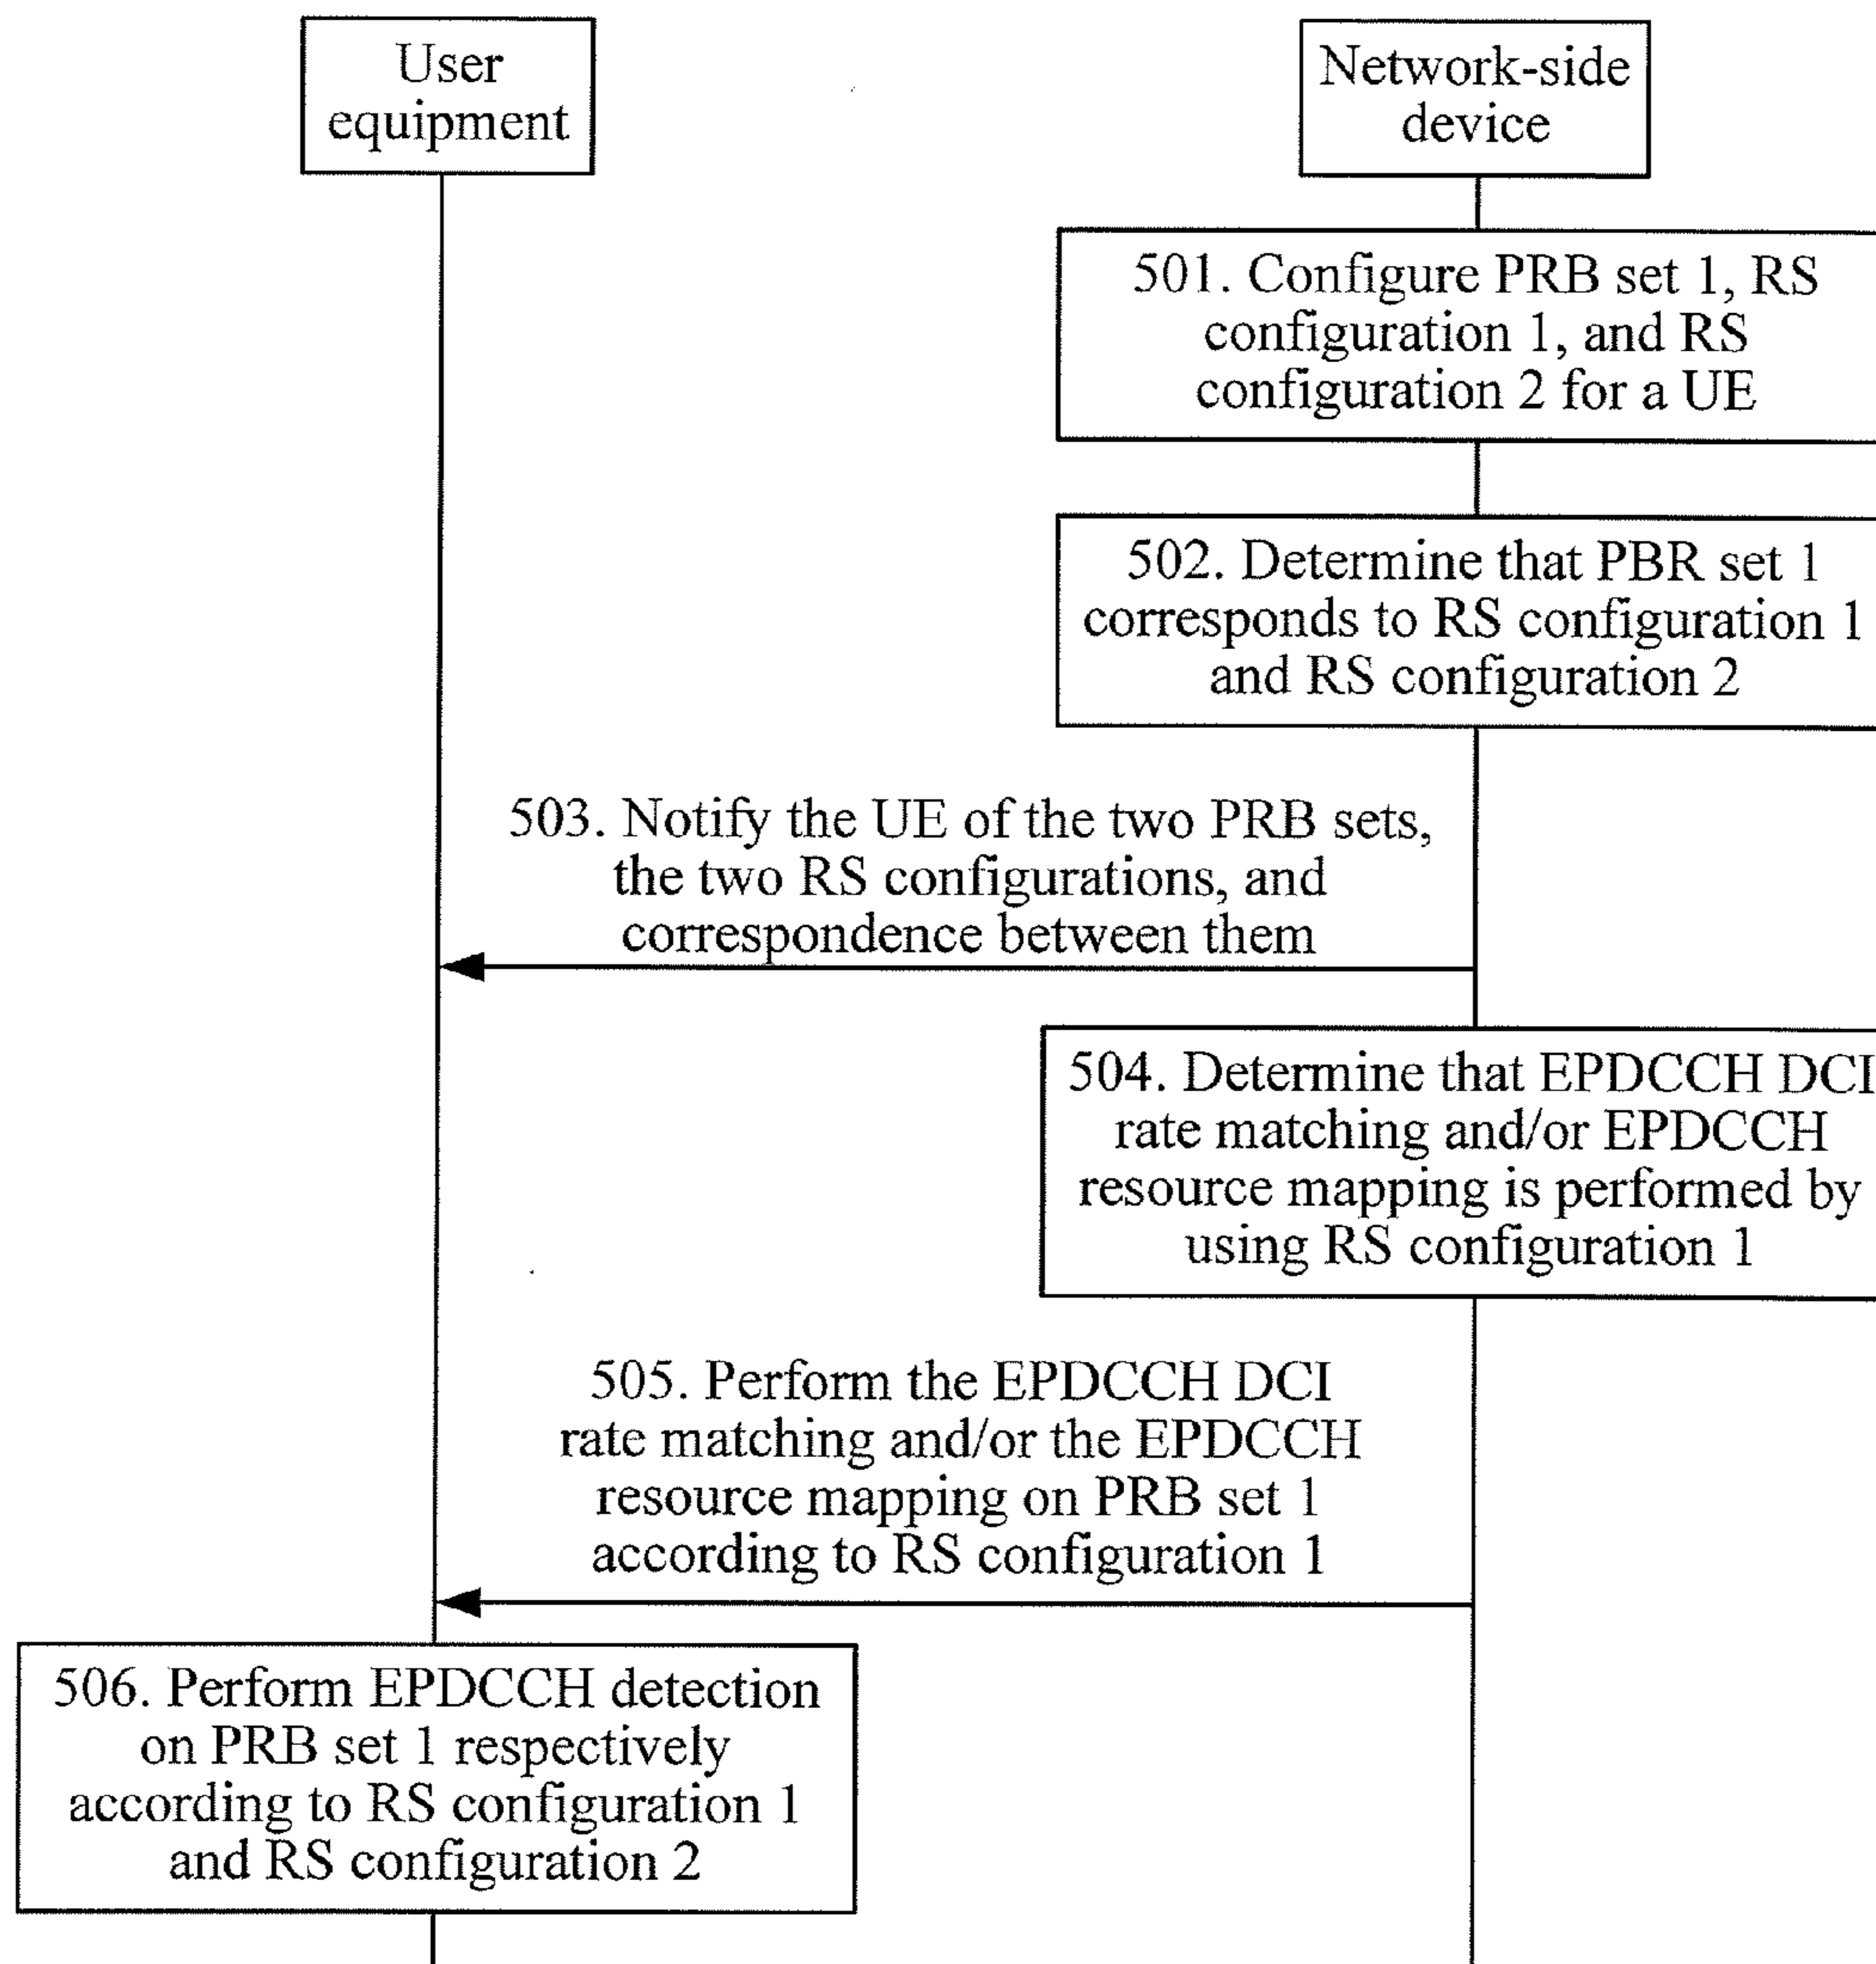 User
equipment
Network-side
device
501. Configure PRB set 1, RS
configuration 1, and RS
configuration 2 for a UE
502. Determine that PBR set 1
corresponds to RS configuration 1
and RS configuration 2
503. Notify the UE of the two PRB sets,
the two RS configurations, and
correspondence between them
504. Determine that EPDCCH DCI
rate matching and/or EPDCCH
resource mapping is performed by
using RS configuration 1
505. Perform the EPDCCH DCI
rate matching and/or the EPDCCH
resource mapping on PRB set 1
according to RS configuration 1
506. Perform EPDCCH detection
on PRB set 1 respectively
according to RS configuration 1
and RS configuration 2